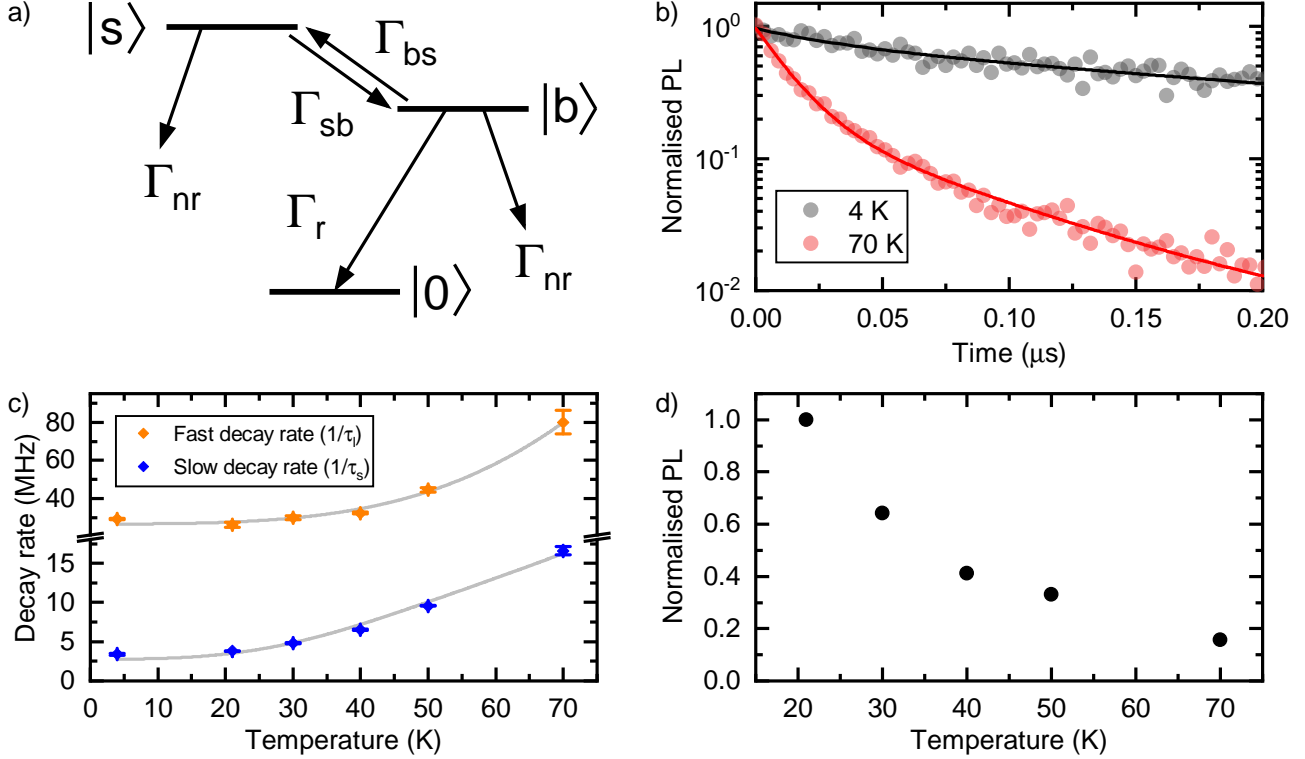 a)
|s⟩
Γbs
Γsb
|b⟩
Γnr
Γr
Γnr
|0⟩
b)
Normalised PL
10⁰
10⁻¹
10⁻²
4 K
70 K
0.00 0.05 0.10 0.15 0.20
Time (μs)
c)
Decay rate (MHz)
80
60
40
15
10
5
0
Fast decay rate (1/τl)
Slow decay rate (1/τs)
0 10 20 30 40 50 60 70
Temperature (K)
d)
Normalised PL
1.0
0.8
0.6
0.4
0.2
0.0
20 30 40 50 60 70
Temperature (K)